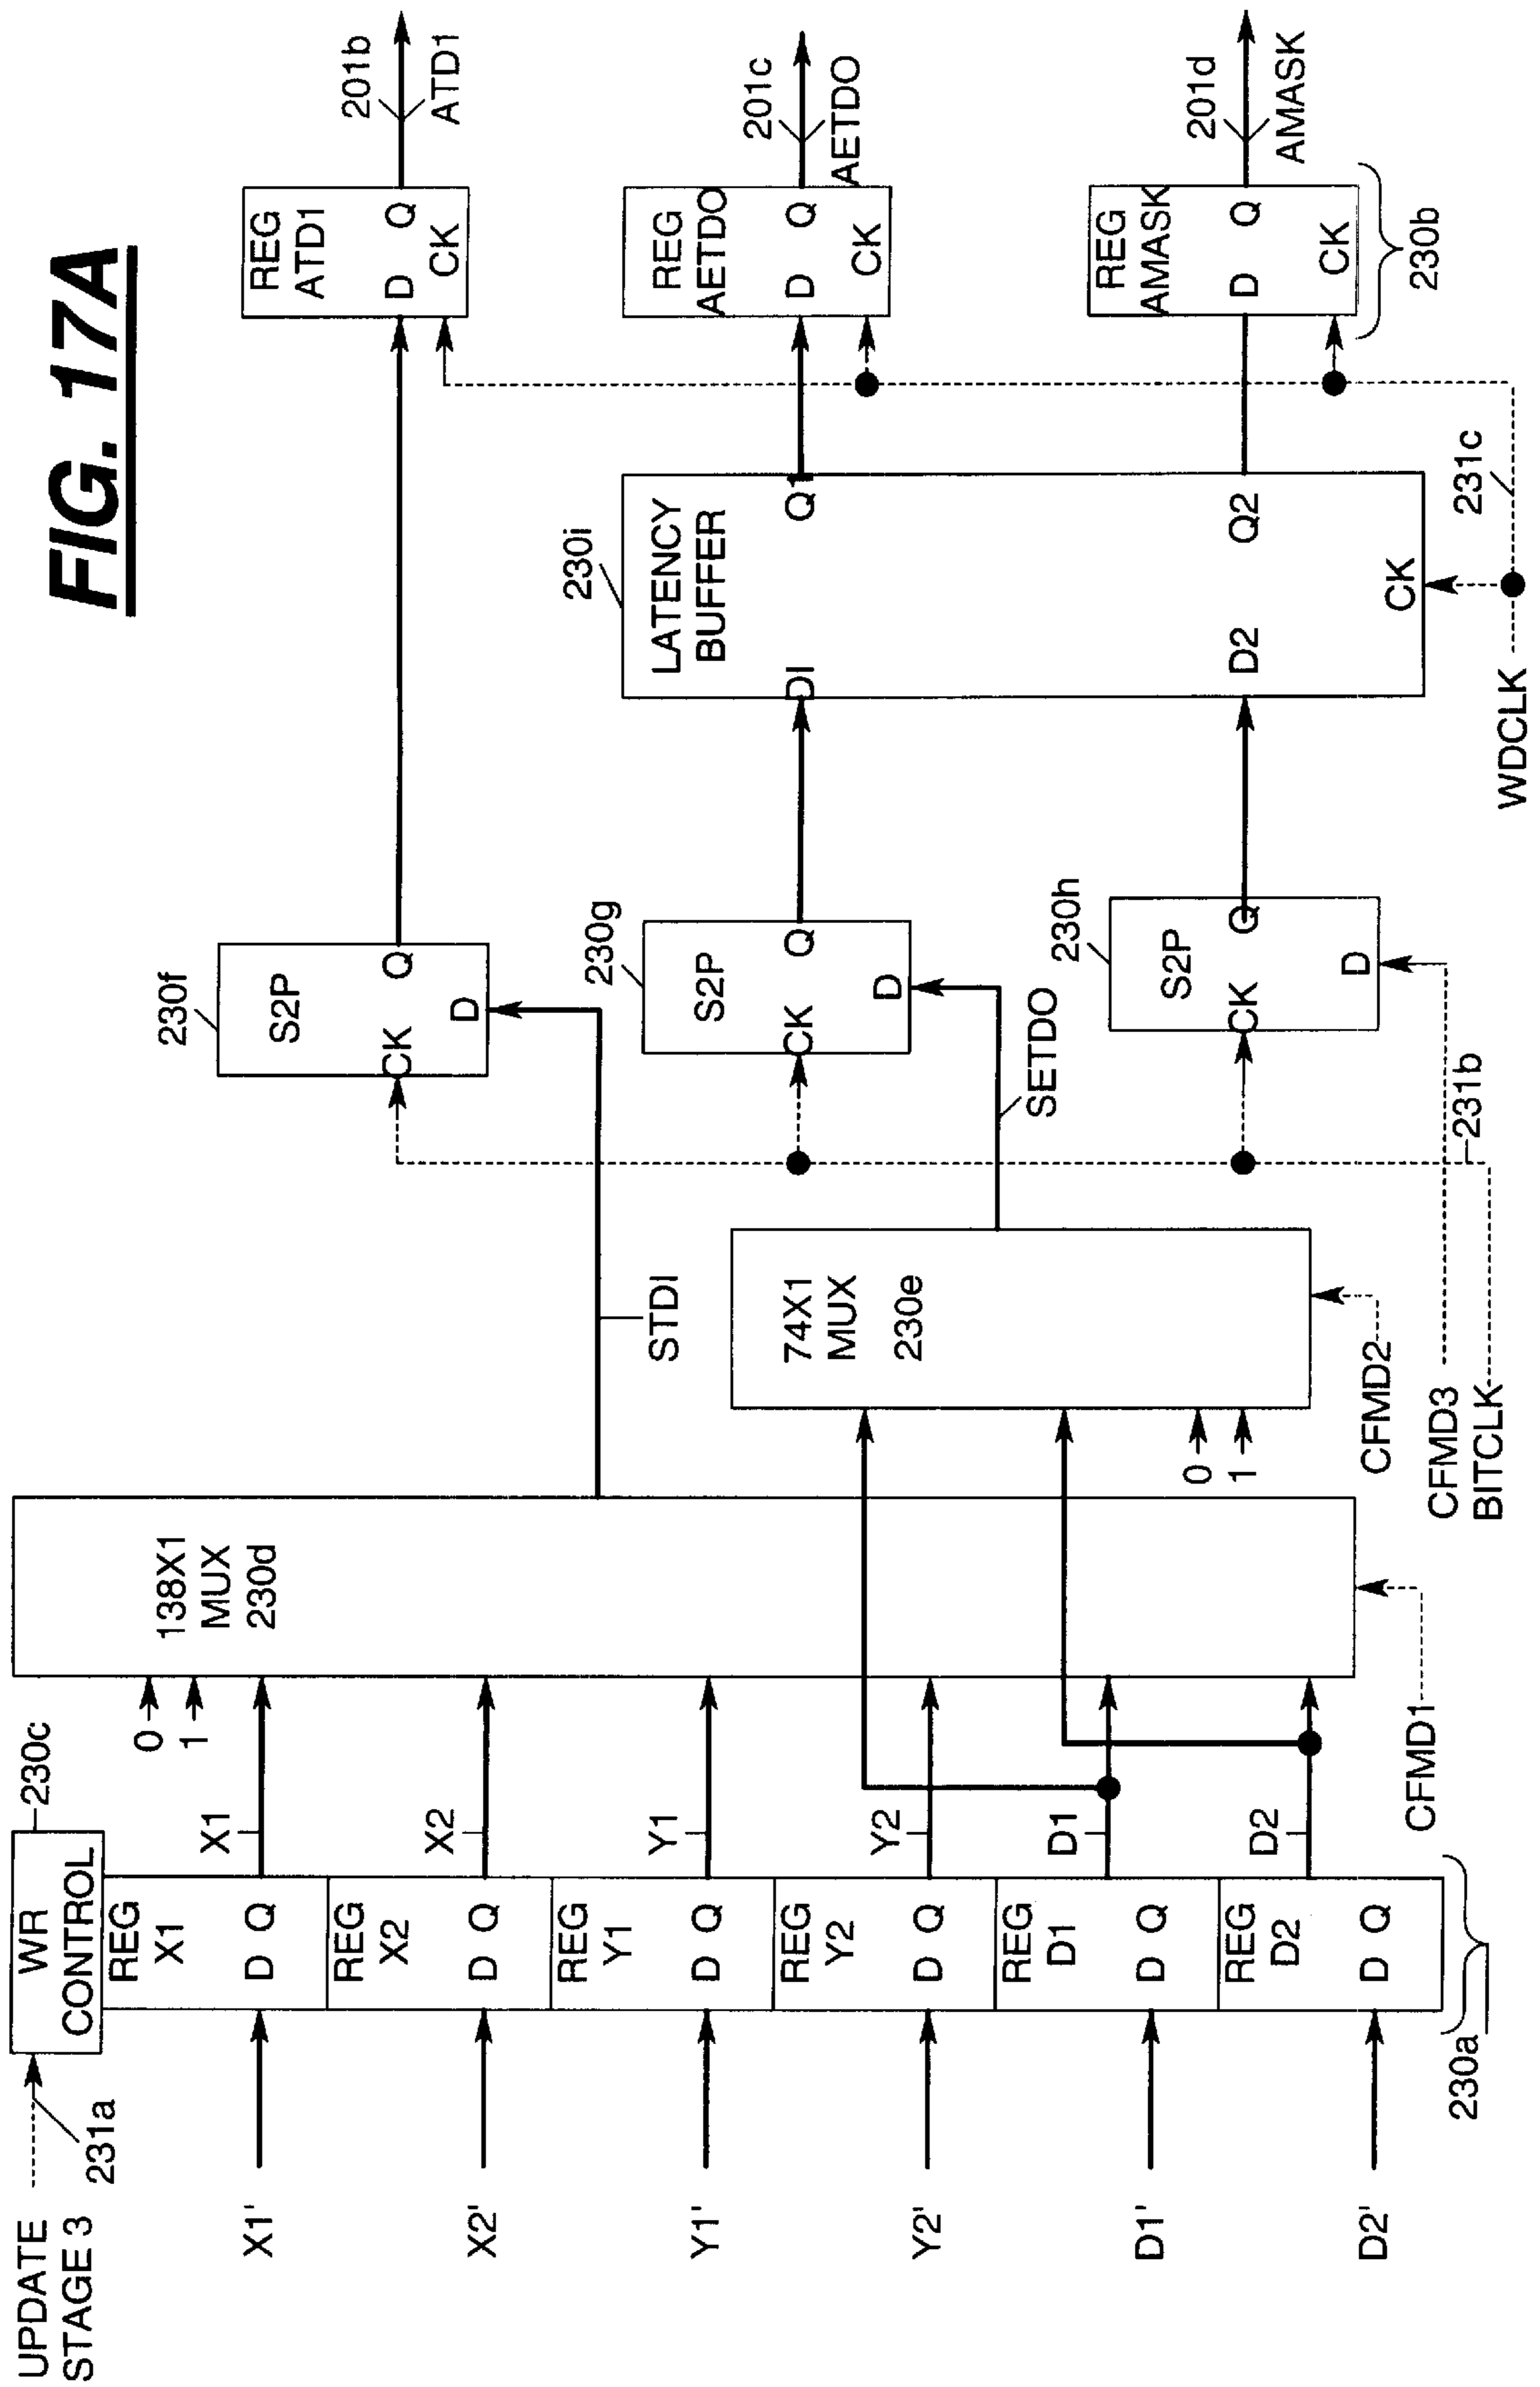 FIG. 17A
UPDATE
STAGE 3
231a
WR
CONTROL
230c
X1'
REG
X1
D Q
X1
X2'
REG
X2
D Q
X2
Y1'
REG
Y1
D Q
Y1
Y2'
REG
Y2
D Q
Y2
D1'
REG
D1
D Q
D1
D2'
REG
D2
D Q
D2
230a
0
1
138X1
MUX
230d
CFMD1
STDI
0
1
74X1
MUX
230e
CFMD2
SETDO
CFMD3
BITCLK
231b
230f
S2P
CK
Q
D
230g
S2P
CK
Q
D
230h
S2P
CK
Q
D
230i
LATENCY
BUFFER
DI
Q
D2
Q2
CK
WDCLK
231c
REG
ATD1
D Q
CK
201b
ATD1
REG
AETDO
D Q
CK
201c
AETDO
REG
AMASK
D Q
CK
201d
AMASK
230b